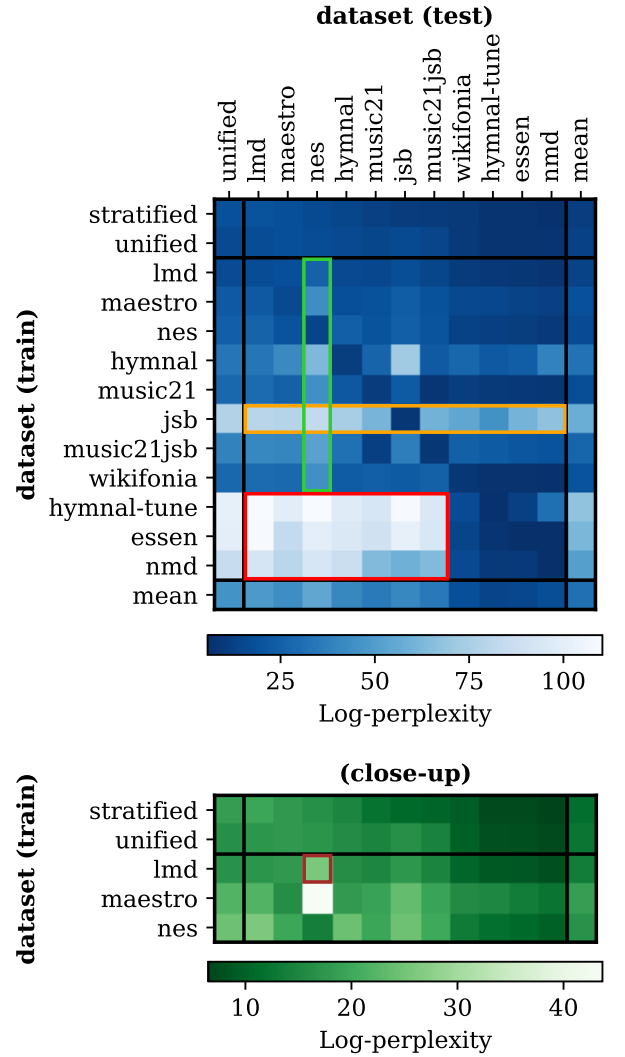 dataset (test)
unified
lmd
maestro
nes
hymnal
music21
jsb
music21jsb
wikifonia
hymnal-tune
essen
nmd
mean
dataset (train)
stratified
unified
lmd
maestro
nes
hymnal
music21
jsb
music21jsb
wikifonia
hymnal-tune
essen
nmd
mean
25 50 75 100
Log-perplexity
(close-up)
dataset (train)
stratified
unified
lmd
maestro
nes
10 20 30 40
Log-perplexity